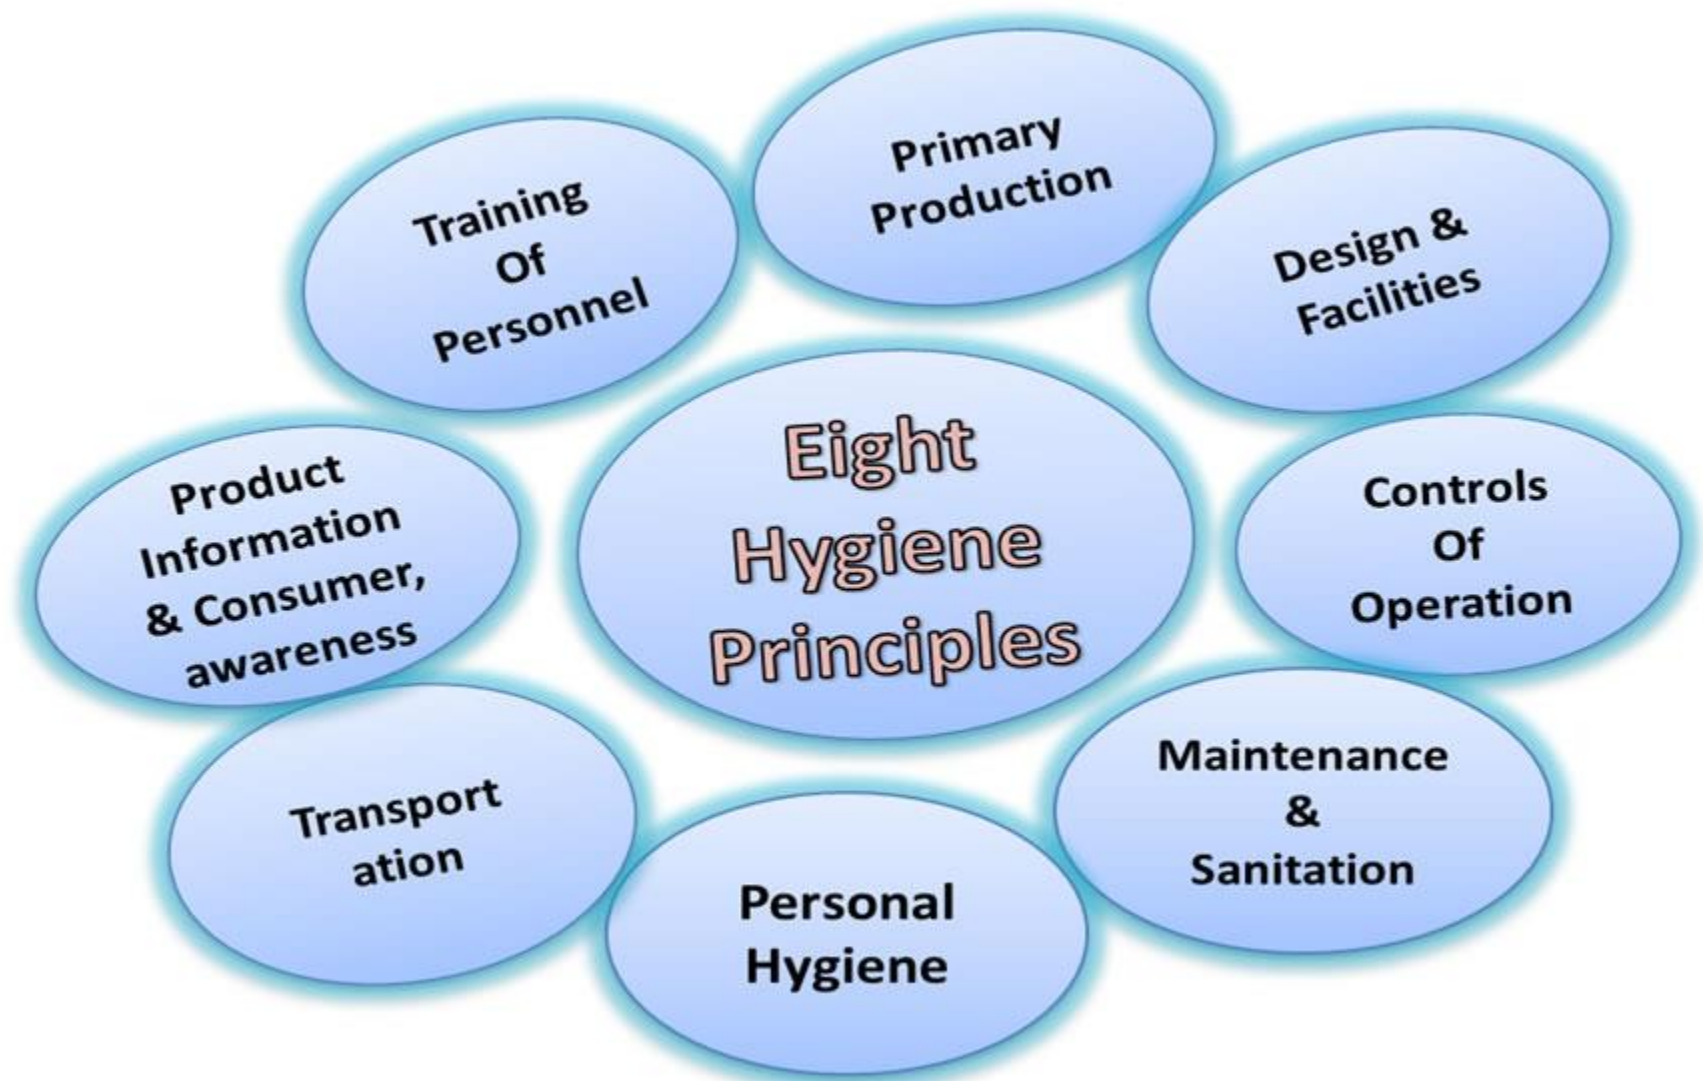 Primary
Production
Training
Of
Personnel
Design &
Facilities
Eight
Hygiene
Principles
Product
Information
& Consumer,
awareness
Controls
Of
Operation
Transport
ation
Maintenance
&
Sanitation
Personal
Hygiene